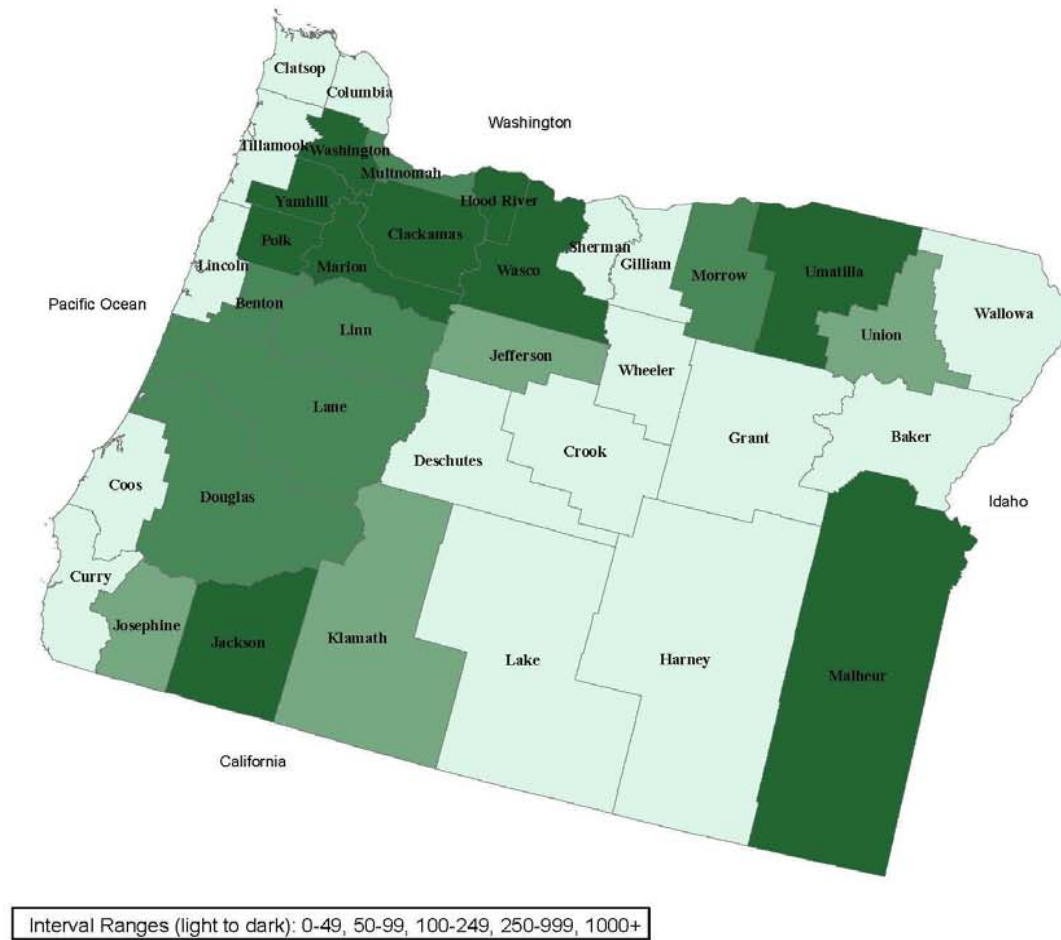 Clatsop
Columbia
Washington
Tillamook
Washington
Multnomah
Hood River
Yamhill
Clackamas
Polk
Sherman
Gilliam
Umatilla
Lincoln
Marion
Wasco
Morrow
Pacific Ocean
Benton
Wallowa
Linn
Union
Jefferson
Wheeler
Lane
Grant
Baker
Deschutes
Crook
Coos
Douglas
Idaho
Curry
Josephine
Jackson
Klamath
Lake
Harney
Malheur
California
Interval Ranges (light to dark): 0-49, 50-99, 100-249, 250-999, 1000+